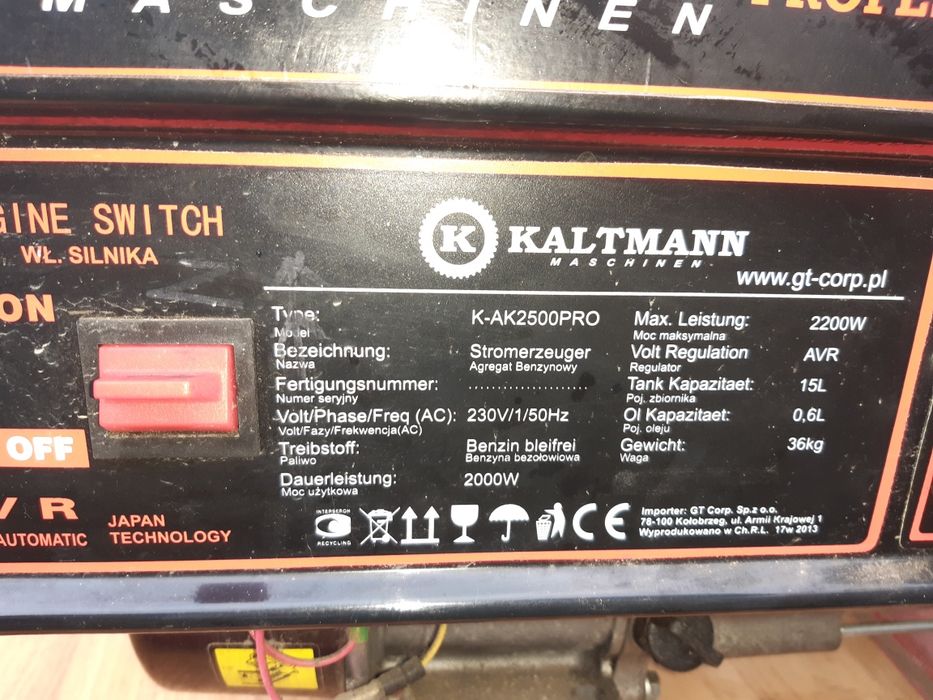 MASCHINEN
GINE SWITCH
WŁ. SILNIKA
ON
OFF
V R
AUTOMATIC
JAPAN
TECHNOLOGY
K KALTMANN
MASCHINEN
www.gt-corp.pl
Type: K-AK2500PRO
Model
Bezeichnung: Stromerzeuger
Nazwa Agregat Benzynowy
Fertigungsnummer: .....................
Numer seryjny
Volt/Phase/Freq (AC): 230V/1/50Hz
Volt/Fazy/Frekwencja(AC)
Treibstoff: Benzin bleifrei
Paliwo Benzyna bezołowiowa
Dauerleistung: 2000W
Moc użytkowa
Max. Leistung: 2200W
Moc maksymalna
Volt Regulation AVR
Regulator
Tank Kapazitaet: 15L
Poj. zbiornika
Ol Kapazitaet: 0,6L
Poj. oleju
Gewicht: 36kg
Waga
INTERSEROH
RECYCLING
CE
Importer: GT Corp. Sp.z o.o.
78-100 Kołobrzeg, ul. Armii Krajowej 1
Wyprodukowano w Ch.R.L. 17w 2013